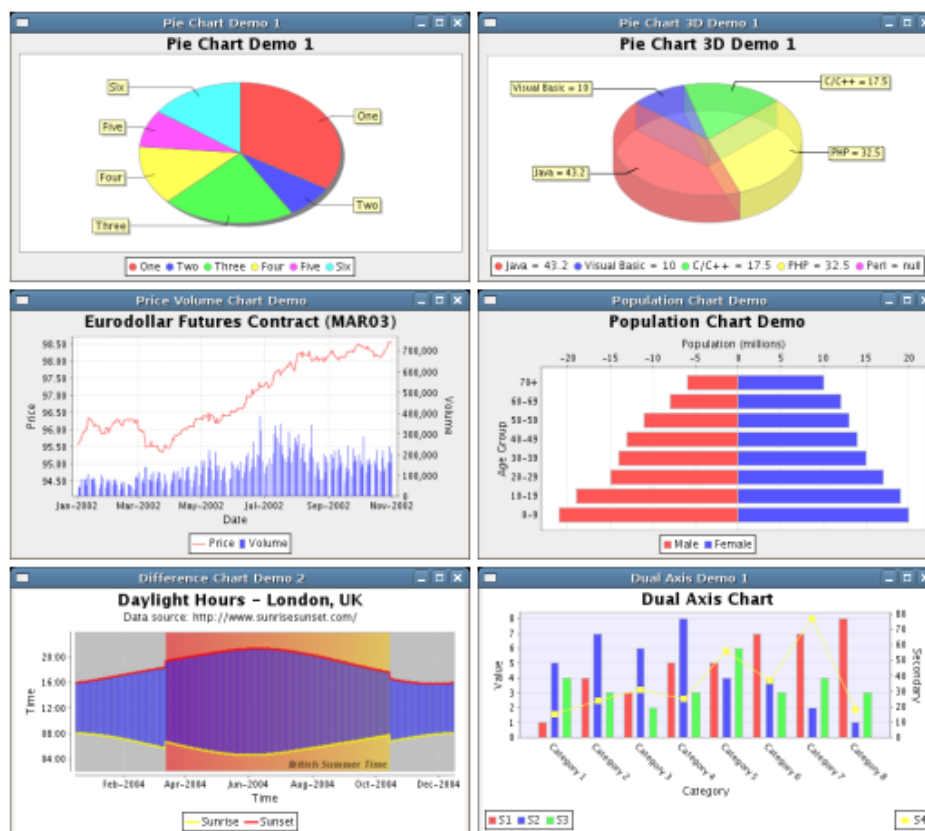 Pie Chart Demo 1
Pie Chart Demo 1
Six
One
Five
Four
Two
Three
One Two Three Four Five Six
Pie Chart 3D Demo 1
Pie Chart 3D Demo 1
C/C++ = 17.5
Visual Basic = 10
PHP = 32.5
Java = 43.2
Java = 43.2 Visual Basic = 10 C/C++ = 17.5 PHP = 32.5 Perl = null
Price Volume Chart Demo
Eurodollar Futures Contract (MAR03)
98.50
98.00
97.50
97.00
96.50
96.00
95.50
95.00
94.50
Price
700,000
600,000
500,000
400,000
300,000
200,000
100,000
0
Volume
Jan-2002 Mar-2002 May-2002 Jul-2002 Sep-2002 Nov-2002
Date
Price Volume
Population Chart Demo
Population Chart Demo
Population (millions)
-20 -15 -10 -5 0 5 10 15 20
70+
60-69
50-59
40-49
30-39
20-29
10-19
0-9
Age Group
Male Female
Difference Chart Demo 2
Daylight Hours - London, UK
Data source: http://www.sunrisesunset.com/
20:00
16:00
12:00
08:00
04:00
Time
British Summer Time
Feb-2004 Apr-2004 Jun-2004 Aug-2004 Oct-2004 Dec-2004
Time
Sunrise Sunset
Dual Axis Demo 1
Dual Axis Chart
8
7
6
5
4
3
2
1
0
Value
80
70
60
50
40
30
20
10
0
Secondary
Category 1
Category 2
Category 3
Category 4
Category 5
Category 6
Category 7
Category 8
Category
S1 S2 S3
S4